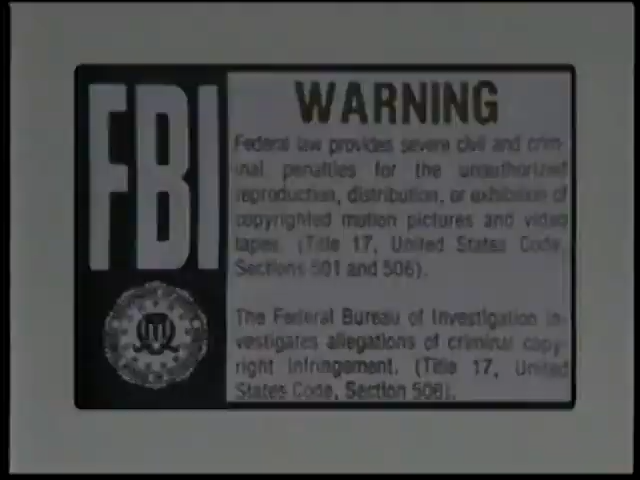 FBI
WARNING
Federal law provides severe civil and crim-
inal penalties for the unauthorized
reproduction, distribution, or exhibition of
copyrighted motion pictures and video
tapes. (Title 17, United States Code,
Sections 501 and 506).
The Federal Bureau of Investigation in-
vestigates allegations of criminal copy-
right infringement. (Title 17, United
States Code, Section 506).